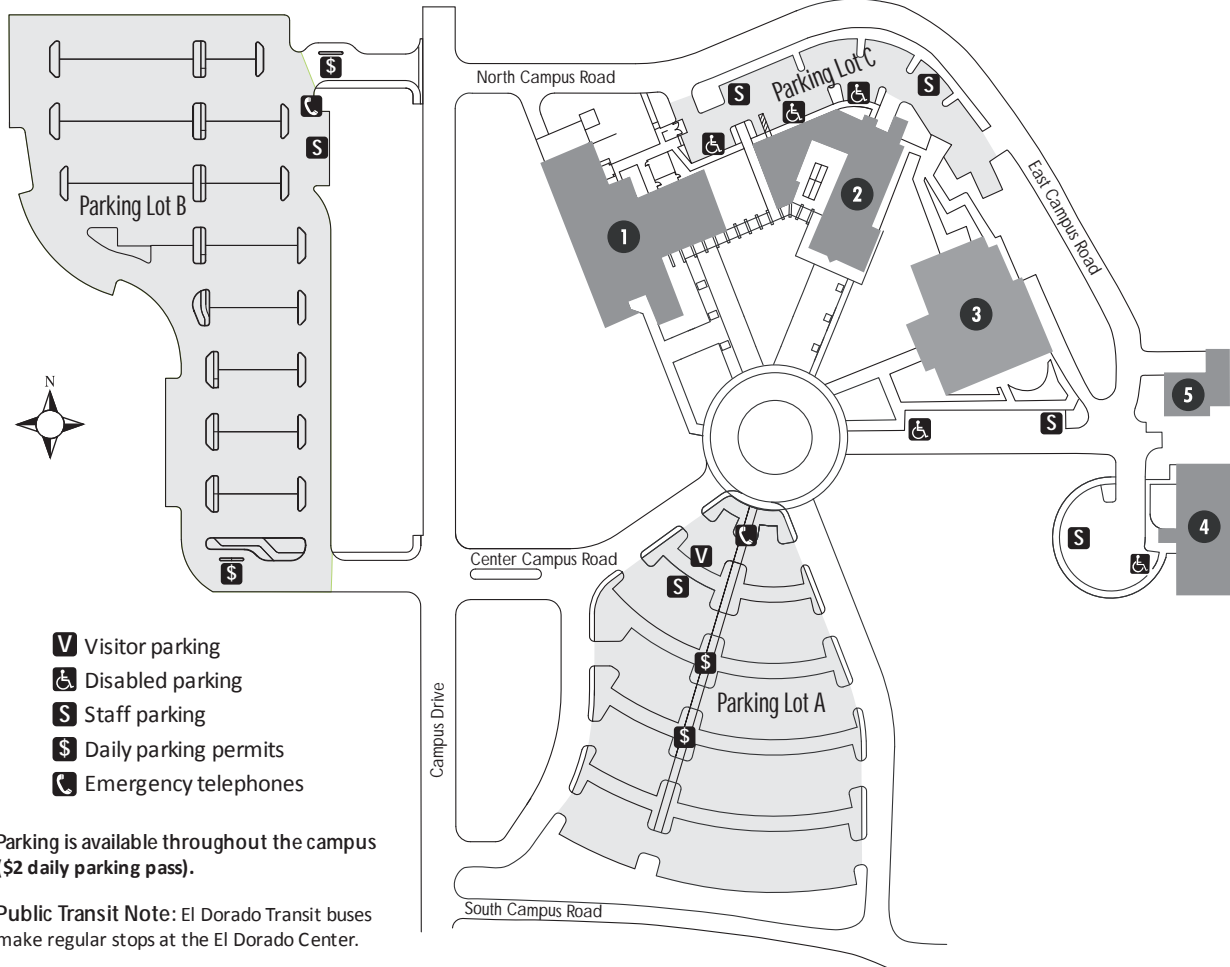 North Campus Road
Parking Lot C
$
S
S
S
Parking Lot B
East Campus Road
1
2
3
N
5
S
4
S
Center Campus Road
V
S
$
V Visitor parking
Disabled parking
S Staff parking
$ Daily parking permits
Emergency telephones
$
Parking Lot A
$
Campus Drive
Parking is available throughout the campus
($2 daily parking pass).
Public Transit Note: El Dorado Transit buses
make regular stops at the El Dorado Center.
South Campus Road